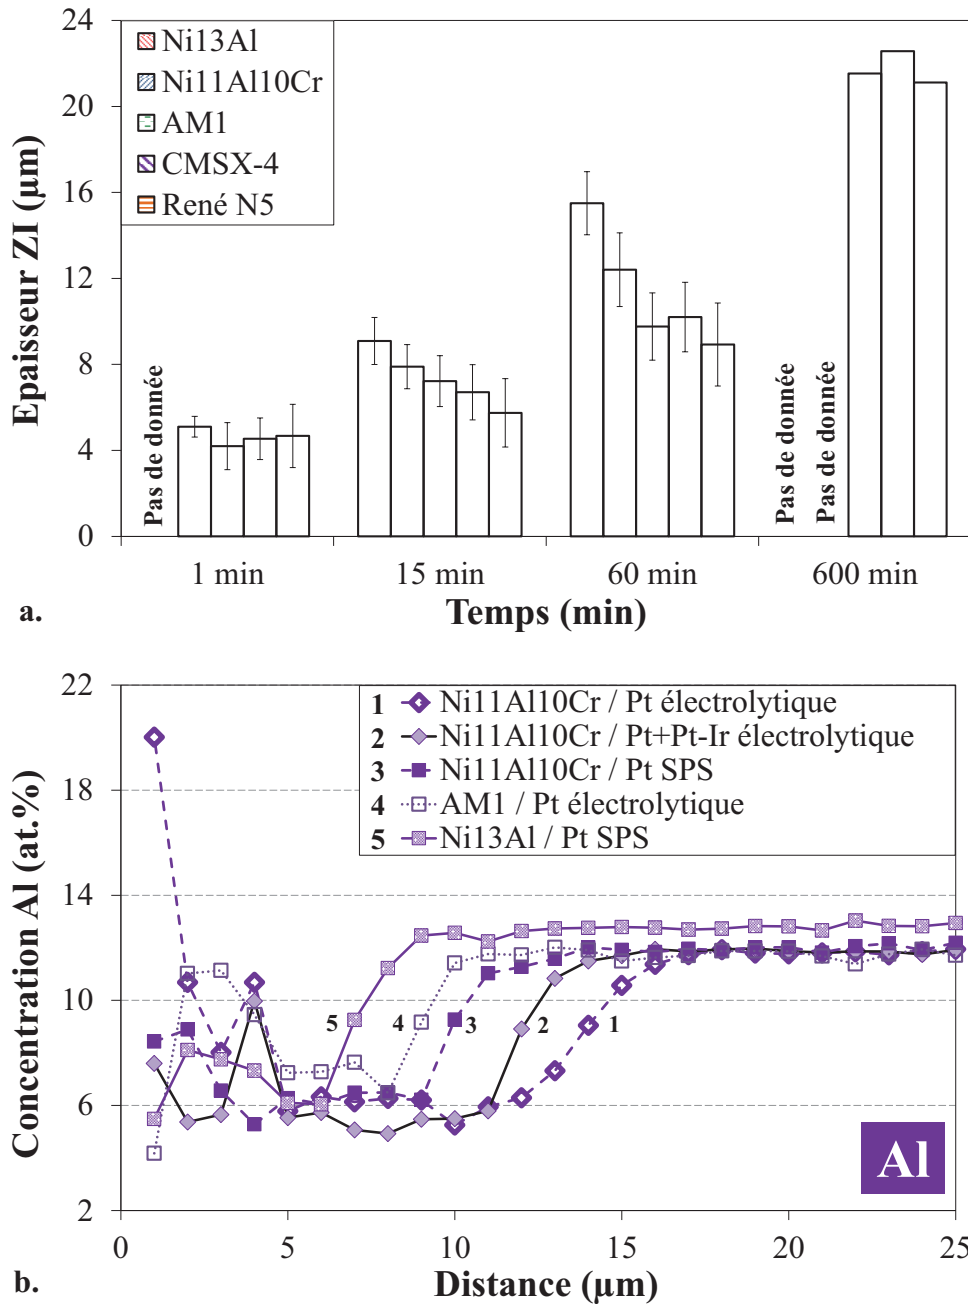 24
20
16
12
8
4
0
Epaisseur ZI (µm)
Ni13Al
Ni11Al10Cr
AM1
CMSX-4
René N5
Pas de donnée
Pas de donnée
Pas de donnée
1 min
15 min
60 min
600 min
Temps (min)
a.
22
18
14
10
6
2
Concentration Al (at.%)
1 Ni11Al10Cr / Pt électrolytique
2 Ni11Al10Cr / Pt+Pt-Ir électrolytique
3 Ni11Al10Cr / Pt SPS
4 AM1 / Pt électrolytique
5 Ni13Al / Pt SPS
5
4
3
2
1
Al
0
5
10
15
20
25
Distance (µm)
b.